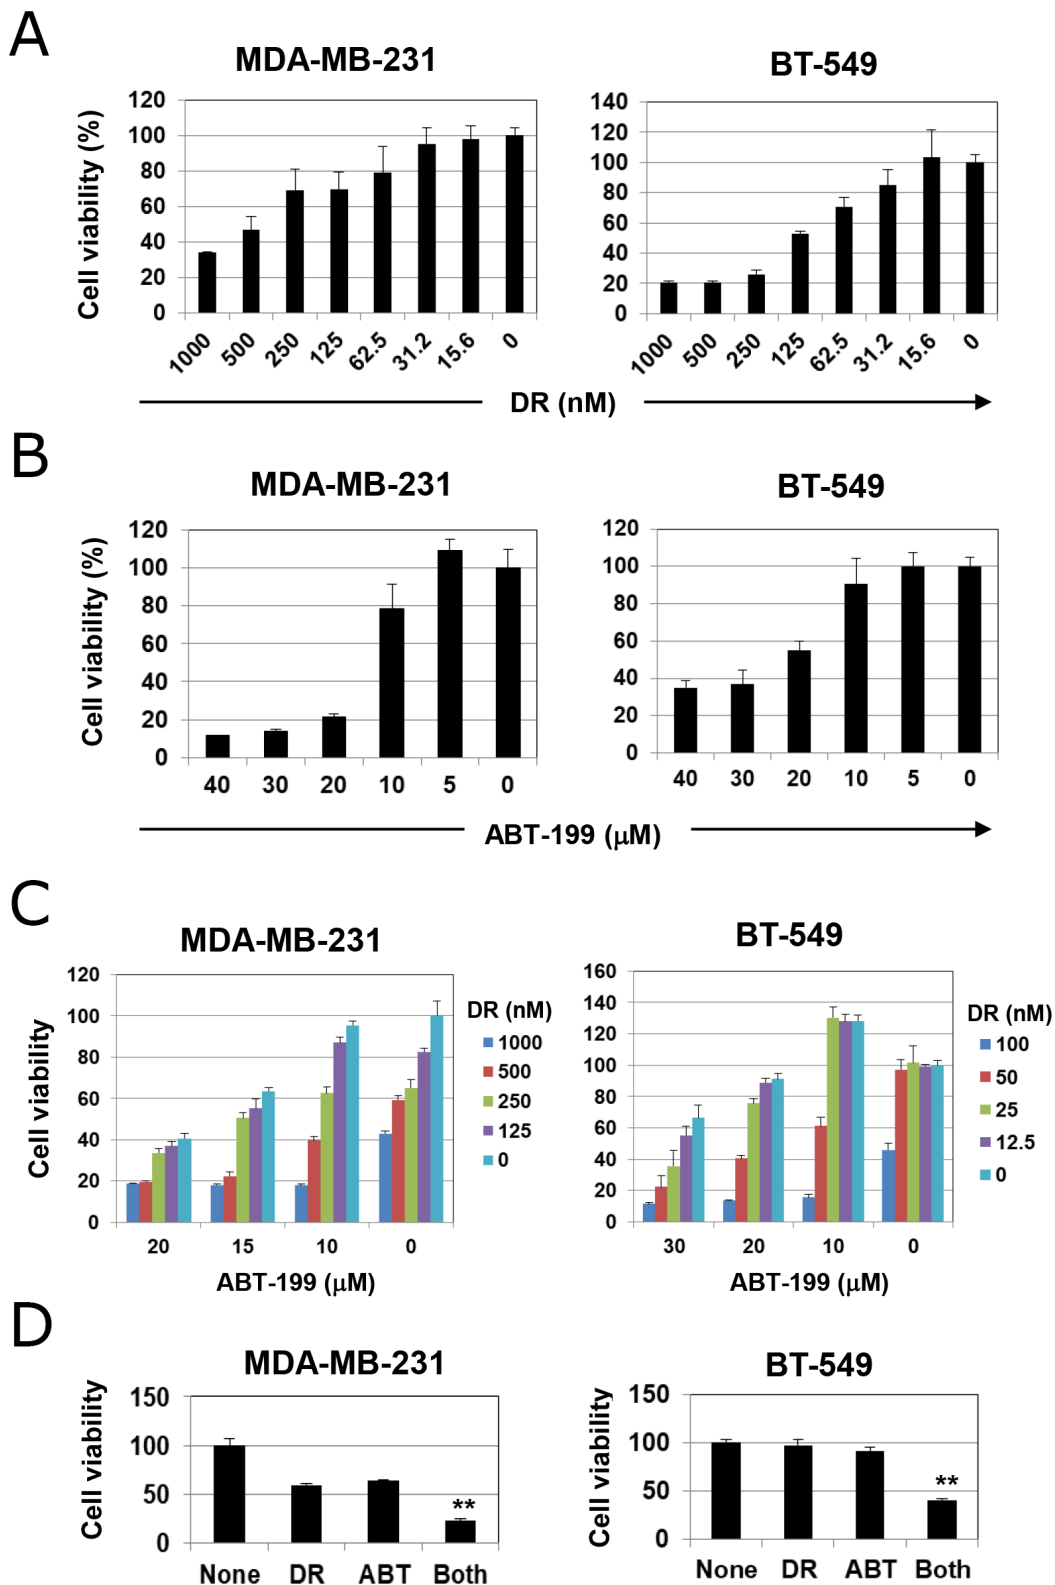 A
MDA-MB-231
BT-549
Cell viability (%)
120
100
80
60
40
20
0
1000 500 250 125 62.5 31.2 15.6 0
140
120
100
80
60
40
20
0
1000 500 250 125 62.5 31.2 15.6 0
DR (nM)
B
MDA-MB-231
BT-549
Cell viability (%)
120
100
80
60
40
20
0
40 30 20 10 5 0
120
100
80
60
40
20
0
40 30 20 10 5 0
ABT-199 (μM)
C
MDA-MB-231
BT-549
Cell viability
120
100
80
60
40
20
0
20 15 10 0
ABT-199 (μM)
DR (nM)
1000
500
250
125
0
160
140
120
100
80
60
40
20
0
30 20 10 0
ABT-199 (μM)
DR (nM)
100
50
25
12.5
0
D
MDA-MB-231
BT-549
Cell viability
150
100
50
0
**
None DR ABT Both
Cell viability
150
100
50
0
**
None DR ABT Both